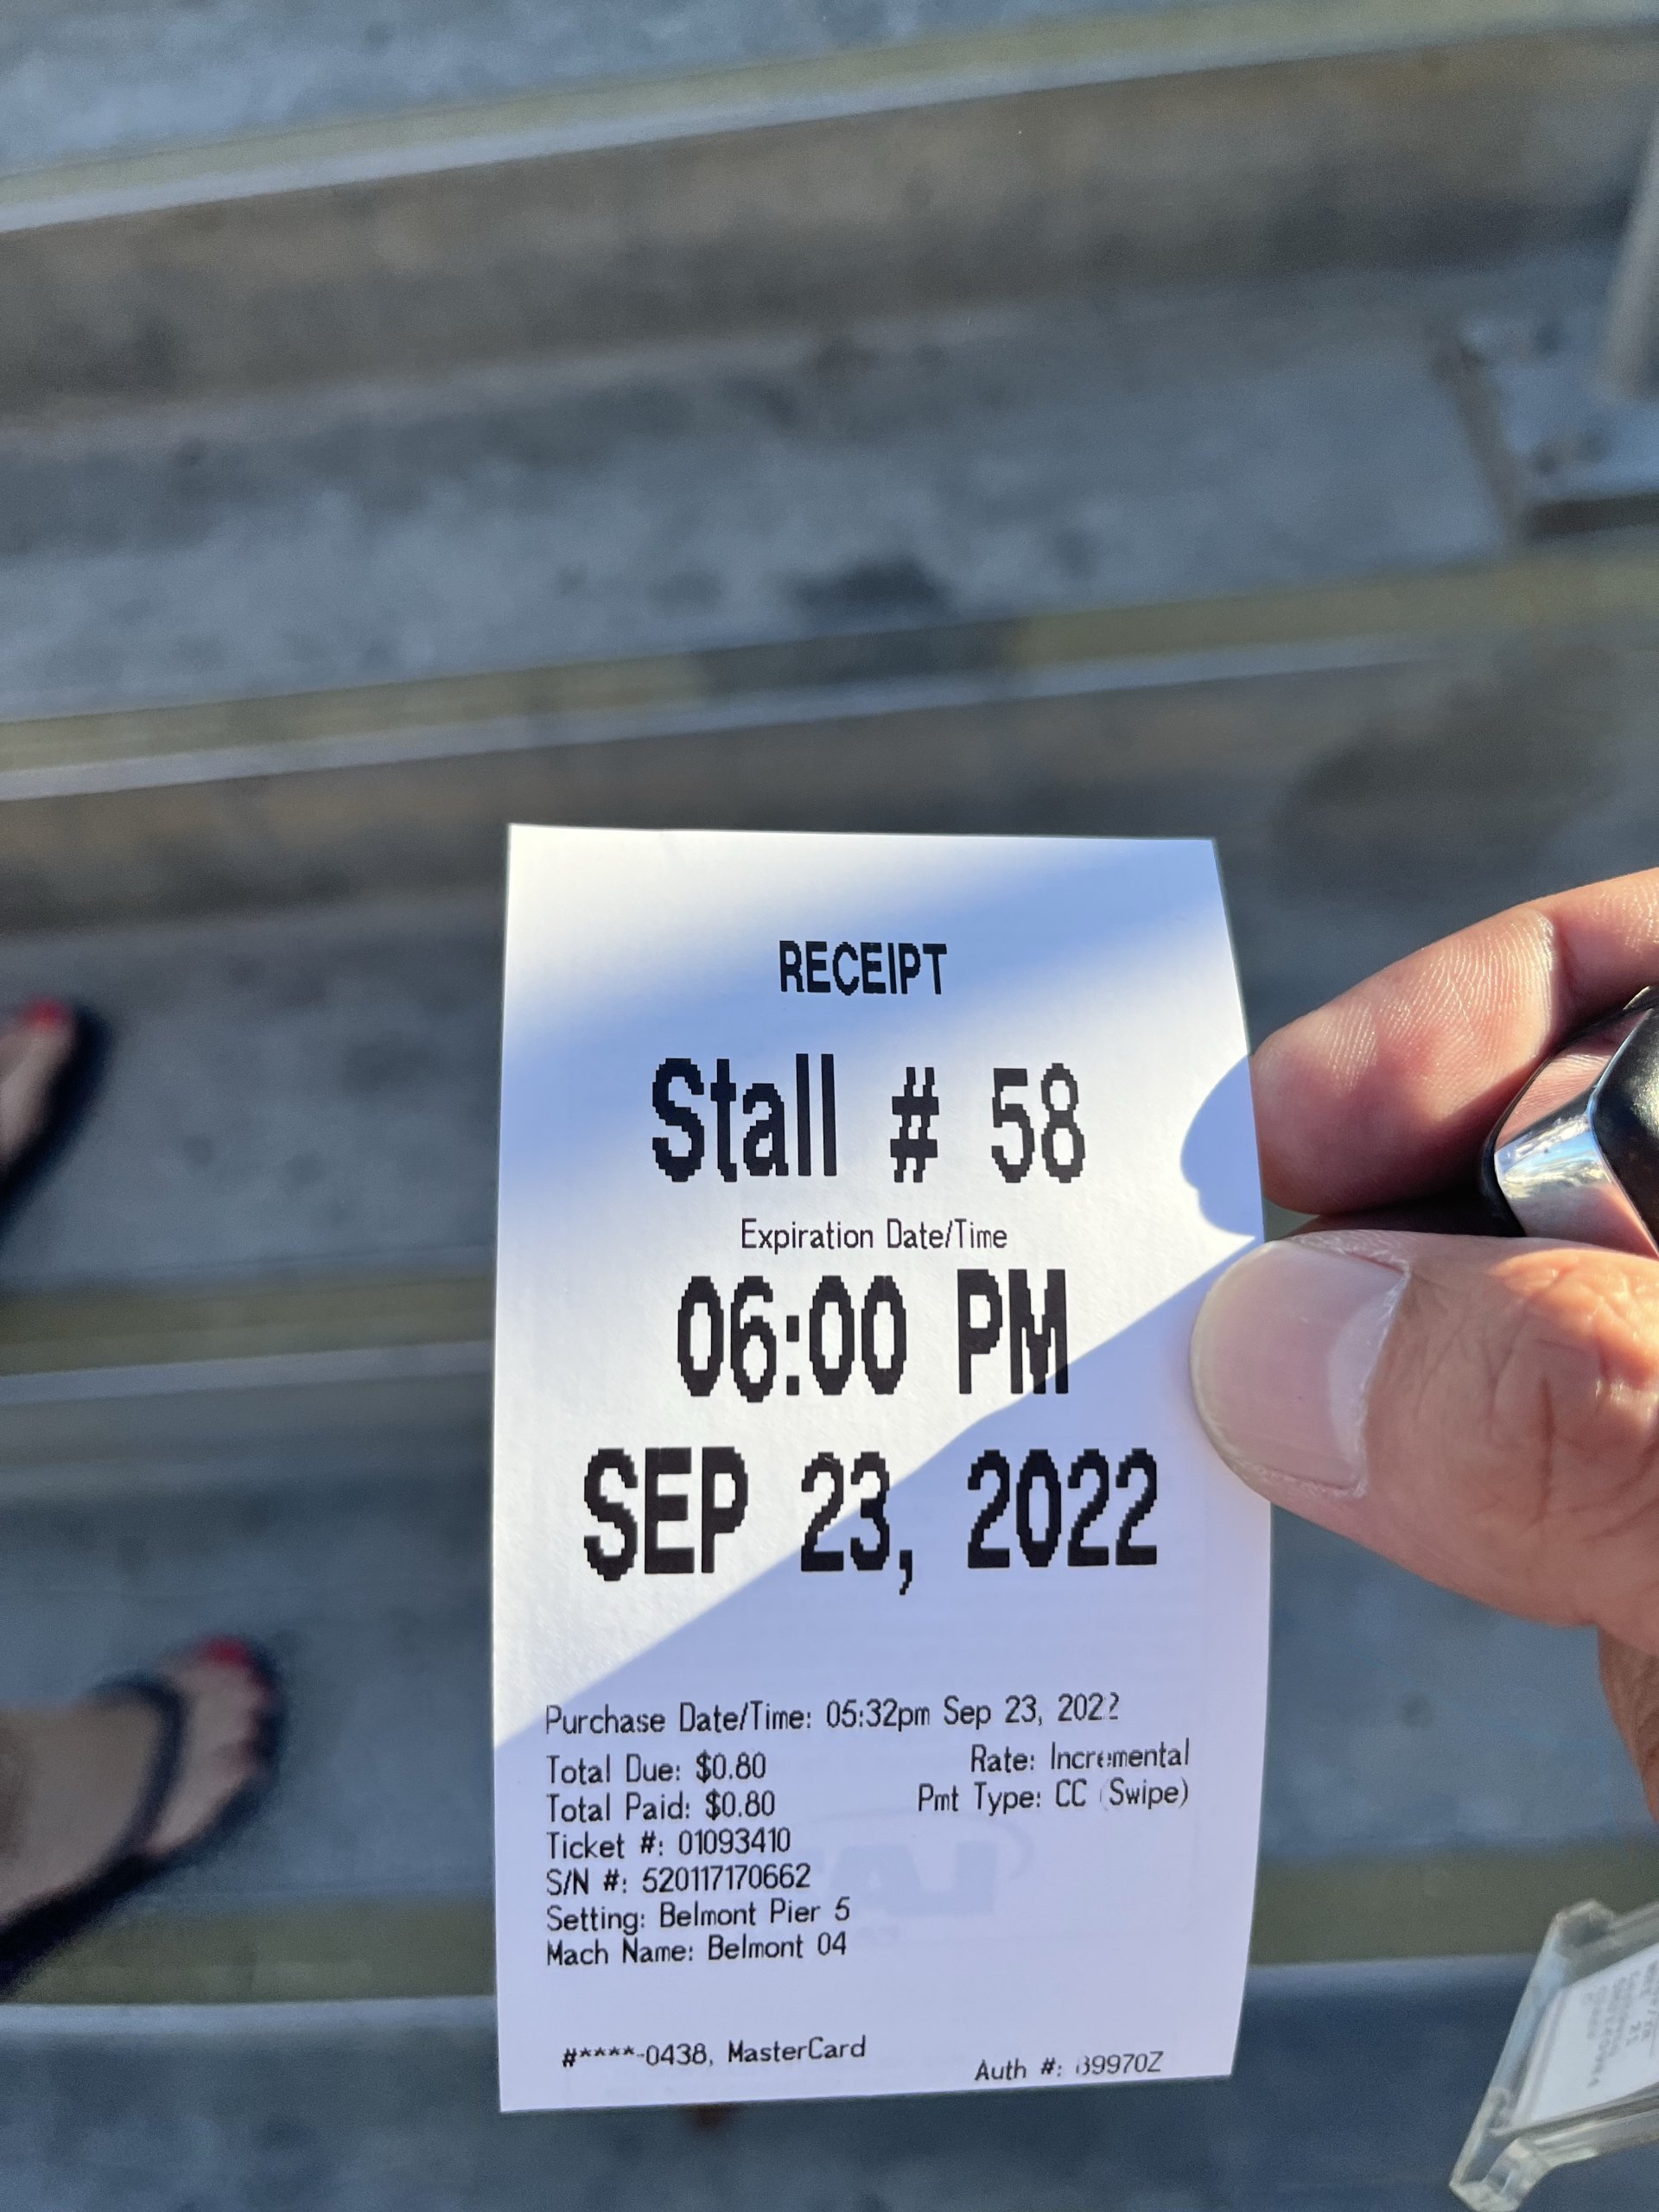 RECEIPT
Stall # 58
Expiration Date/Time
06:00 PM
SEP 23, 2022
Purchase Date/Time: 05:32pm Sep 23, 2022
Total Due: $0.80 Rate: Incremental
Total Paid: $0.80 Pmt Type: CC (Swipe)
Ticket #: 01093410
S/N #: 520117170662
Setting: Belmont Pier 5
Mach Name: Belmont 04
#****-0438, MasterCard
Auth #: